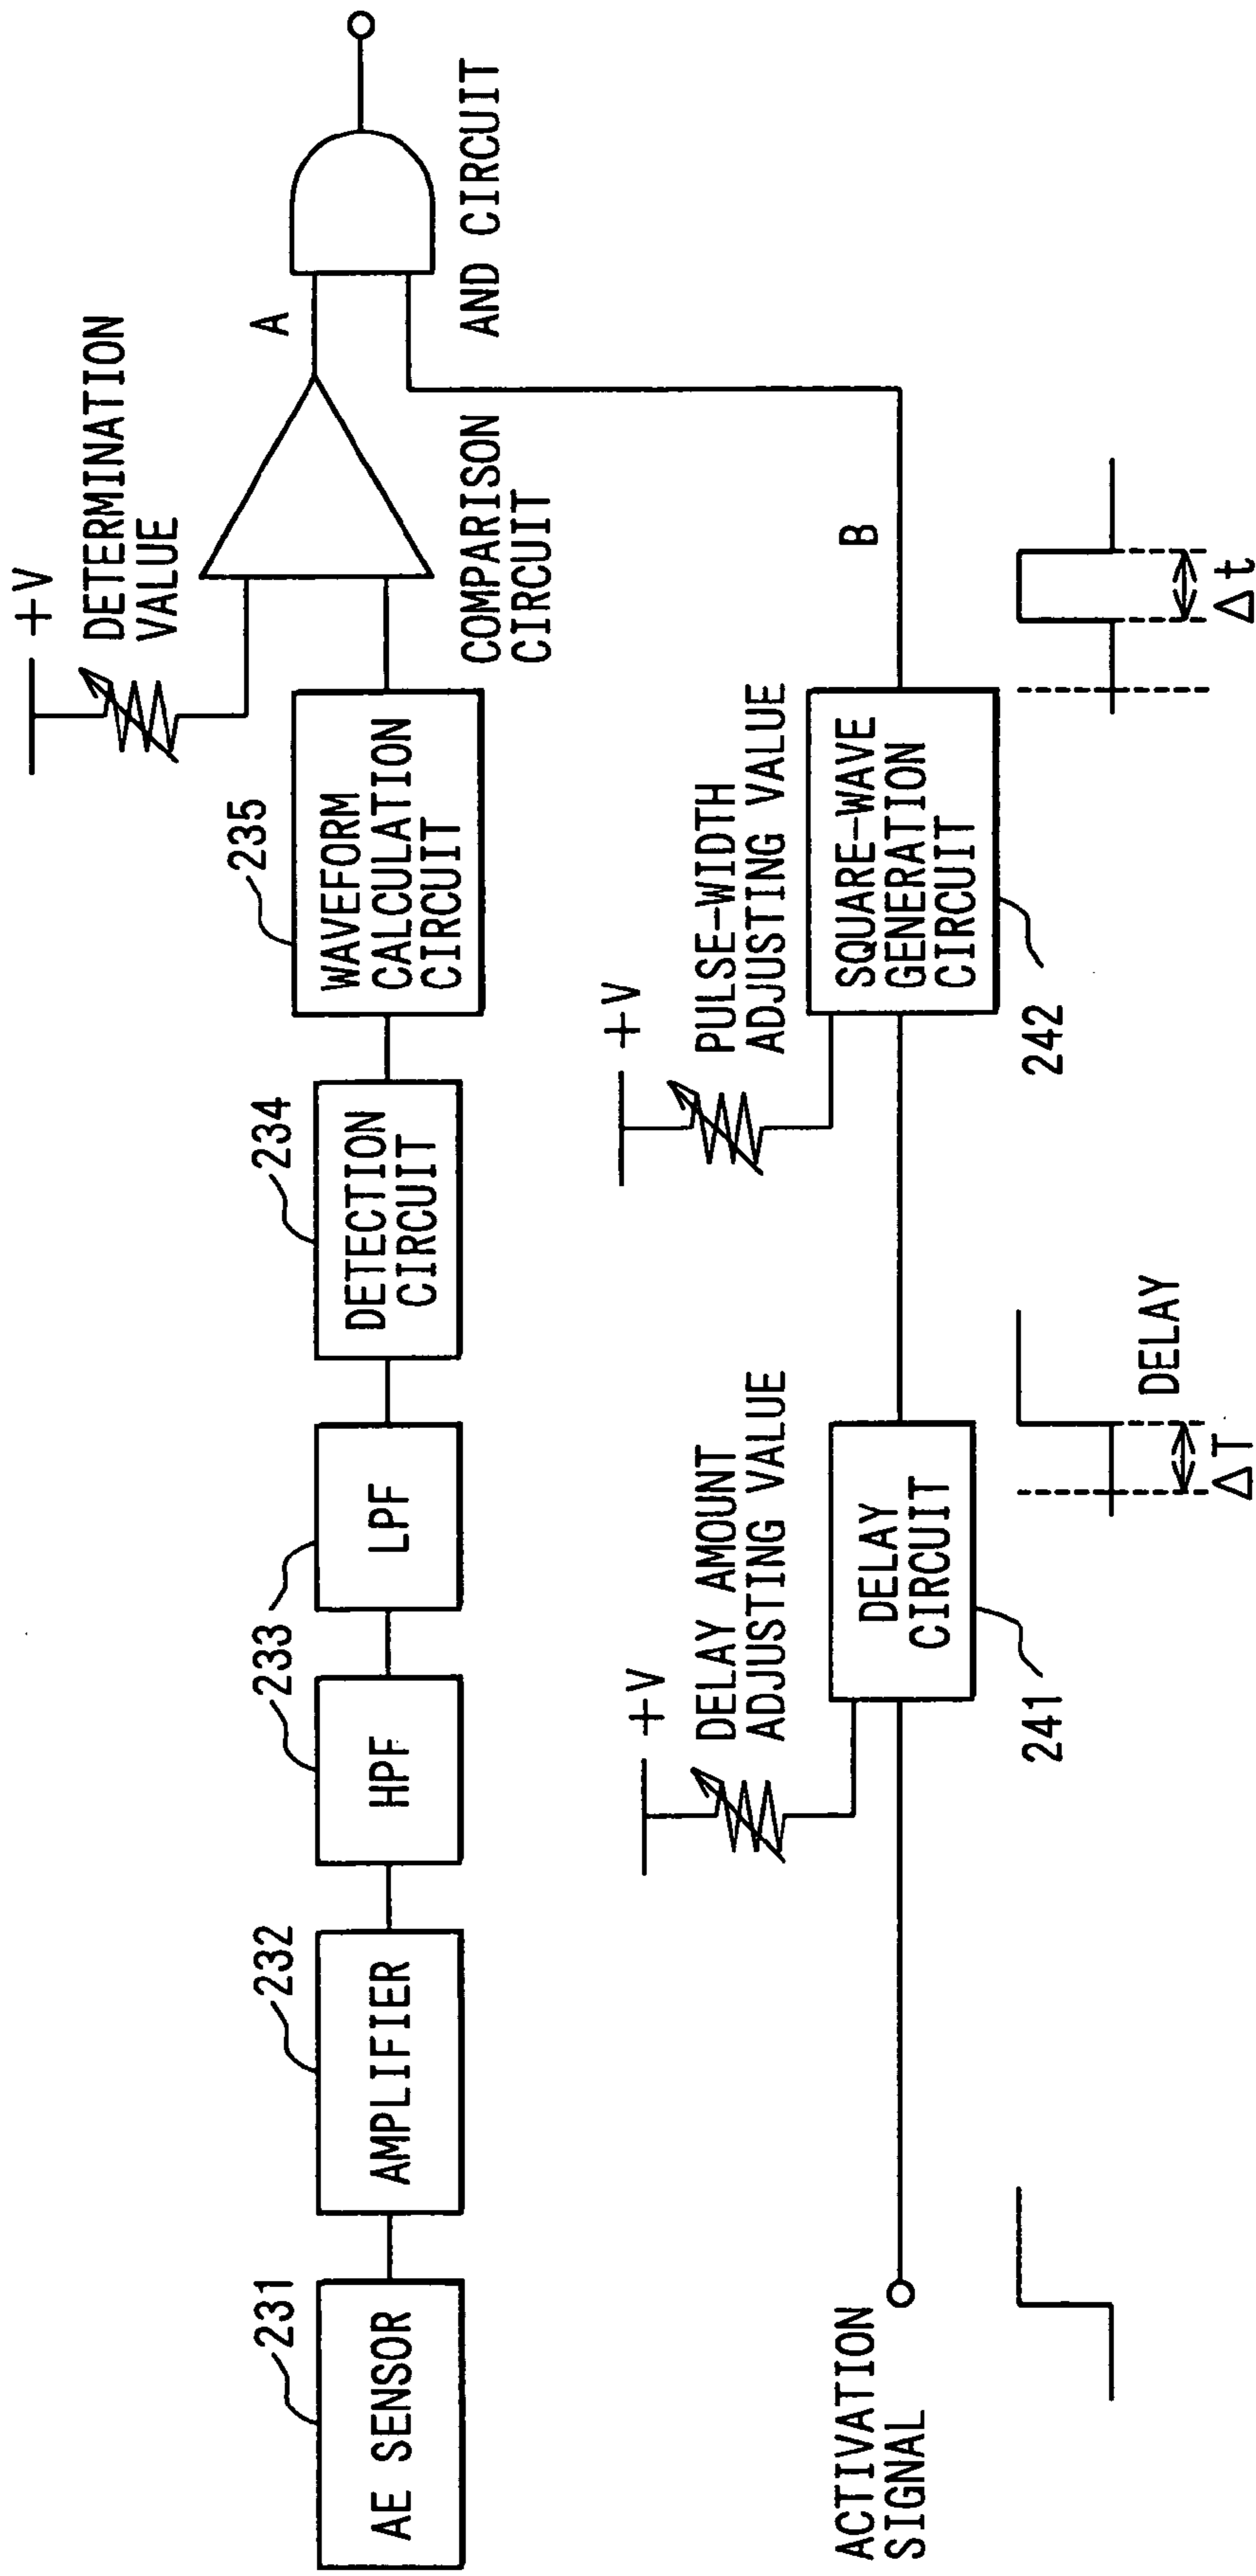 +V
DETERMINATION
VALUE
231
232
233
234
235
AE SENSOR
AMPLIFIER
HPF
LPF
DETECTION
CIRCUIT
WAVEFORM
CALCULATION
CIRCUIT
A
COMPARISON
CIRCUIT
AND CIRCUIT
+V
DELAY AMOUNT
ADJUSTING VALUE
+V
PULSE-WIDTH
ADJUSTING VALUE
ACTIVATION
SIGNAL
DELAY
CIRCUIT
SQUARE-WAVE
GENERATION
CIRCUIT
B
241
242
DELAY
ΔT
Δt